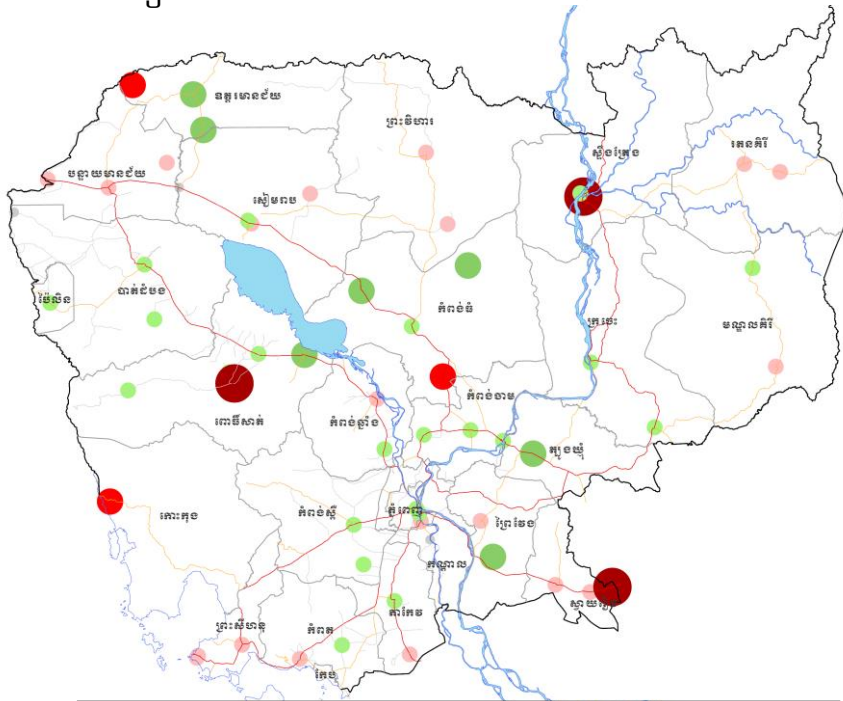 ឧត្តរមានជ័យ
ព្រះវិហារ
ស្ទឹងត្រែង
រតនគិរី
បន្ទាយមានជ័យ
សៀមរាប
ប៉ៃលិន
បាត់ដំបង
កំពង់ធំ
ក្រចេះ
មណ្ឌលគិរី
ពោធិ៍សាត់
កំពង់ចាម
កំពង់ឆ្នាំង
ត្បូងឃ្មុំ
កោះកុង
កំពង់ស្ពឺ
ភ្នំពេញ
ព្រៃវែង
កណ្តាល
តាកែវ
ស្វាយរៀង
ព្រះសីហនុ
កំពត
កែប